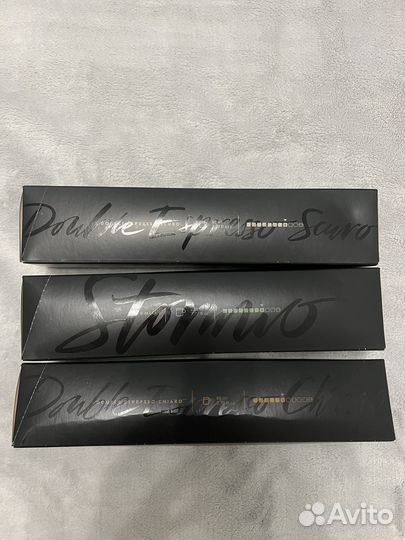 Double Espresso Scuro
Stormio
Double Espresso Chiaro
DOUBLE ESPRESSO CHIARO
Avito